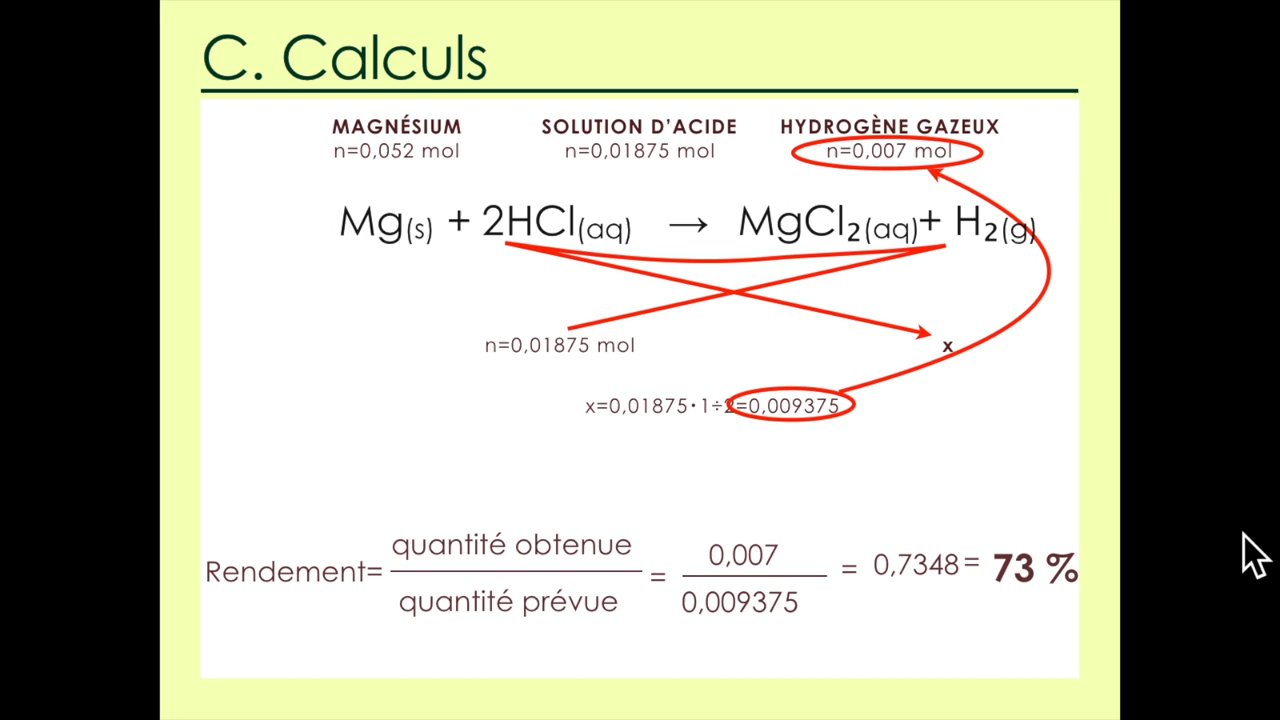 C. Calculs
MAGNÉSIUM SOLUTION D'ACIDE HYDROGÈNE GAZEUX
n=0,052 mol n=0,01875 mol n=0,007 mol
Mg(s) + 2HCl(aq) → MgCl₂(aq)+ H₂(g)
n=0,01875 mol x
x=0,01875·1÷2=0,009375
quantité obtenue 0,007
Rendement= = = 0,7348= 73 %
quantité prévue 0,009375